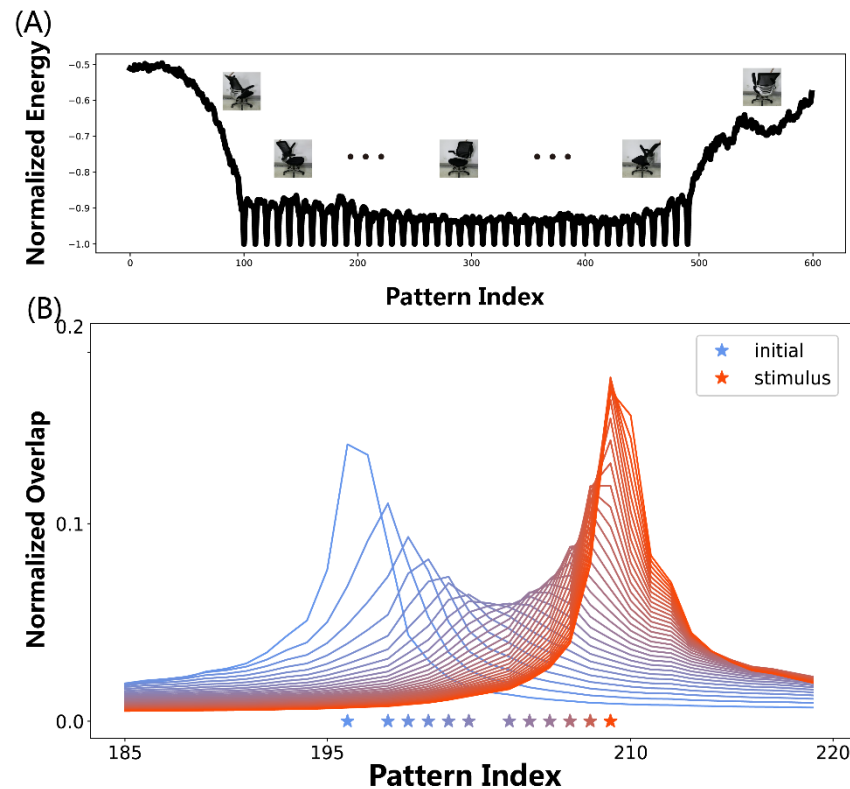 (A)
Normalized Energy
−0.5
−0.6
−0.7
−0.8
−0.9
−1.0
0
100
200
300
400
500
600
Pattern Index
(B)
Normalized Overlap
0.2
0.1
0.0
initial
stimulus
185
195
210
220
Pattern Index